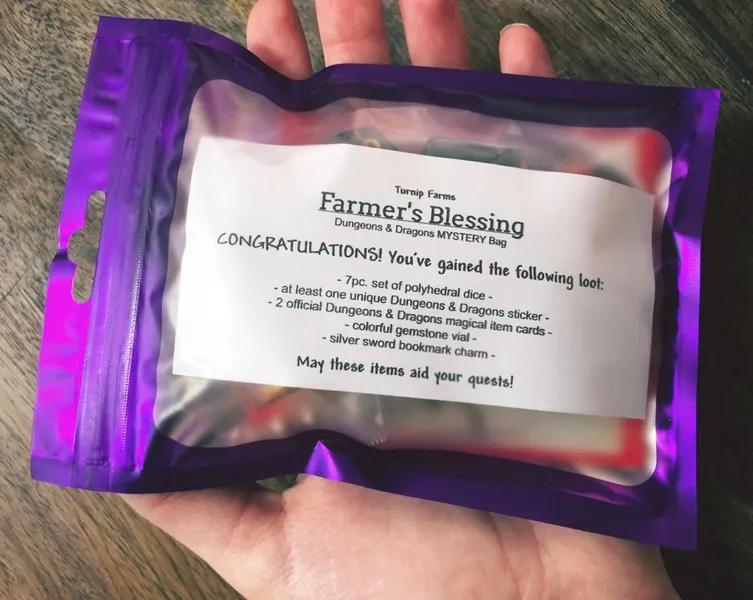 Turnip Farms
Farmer's Blessing
Dungeons & Dragons MYSTERY Bag
CONGRATULATIONS! You've gained the following loot:
- 7pc. set of polyhedral dice -
- at least one unique Dungeons & Dragons sticker -
- 2 official Dungeons & Dragons magical item cards -
- colorful gemstone vial -
- silver sword bookmark charm -
May these items aid your quests!